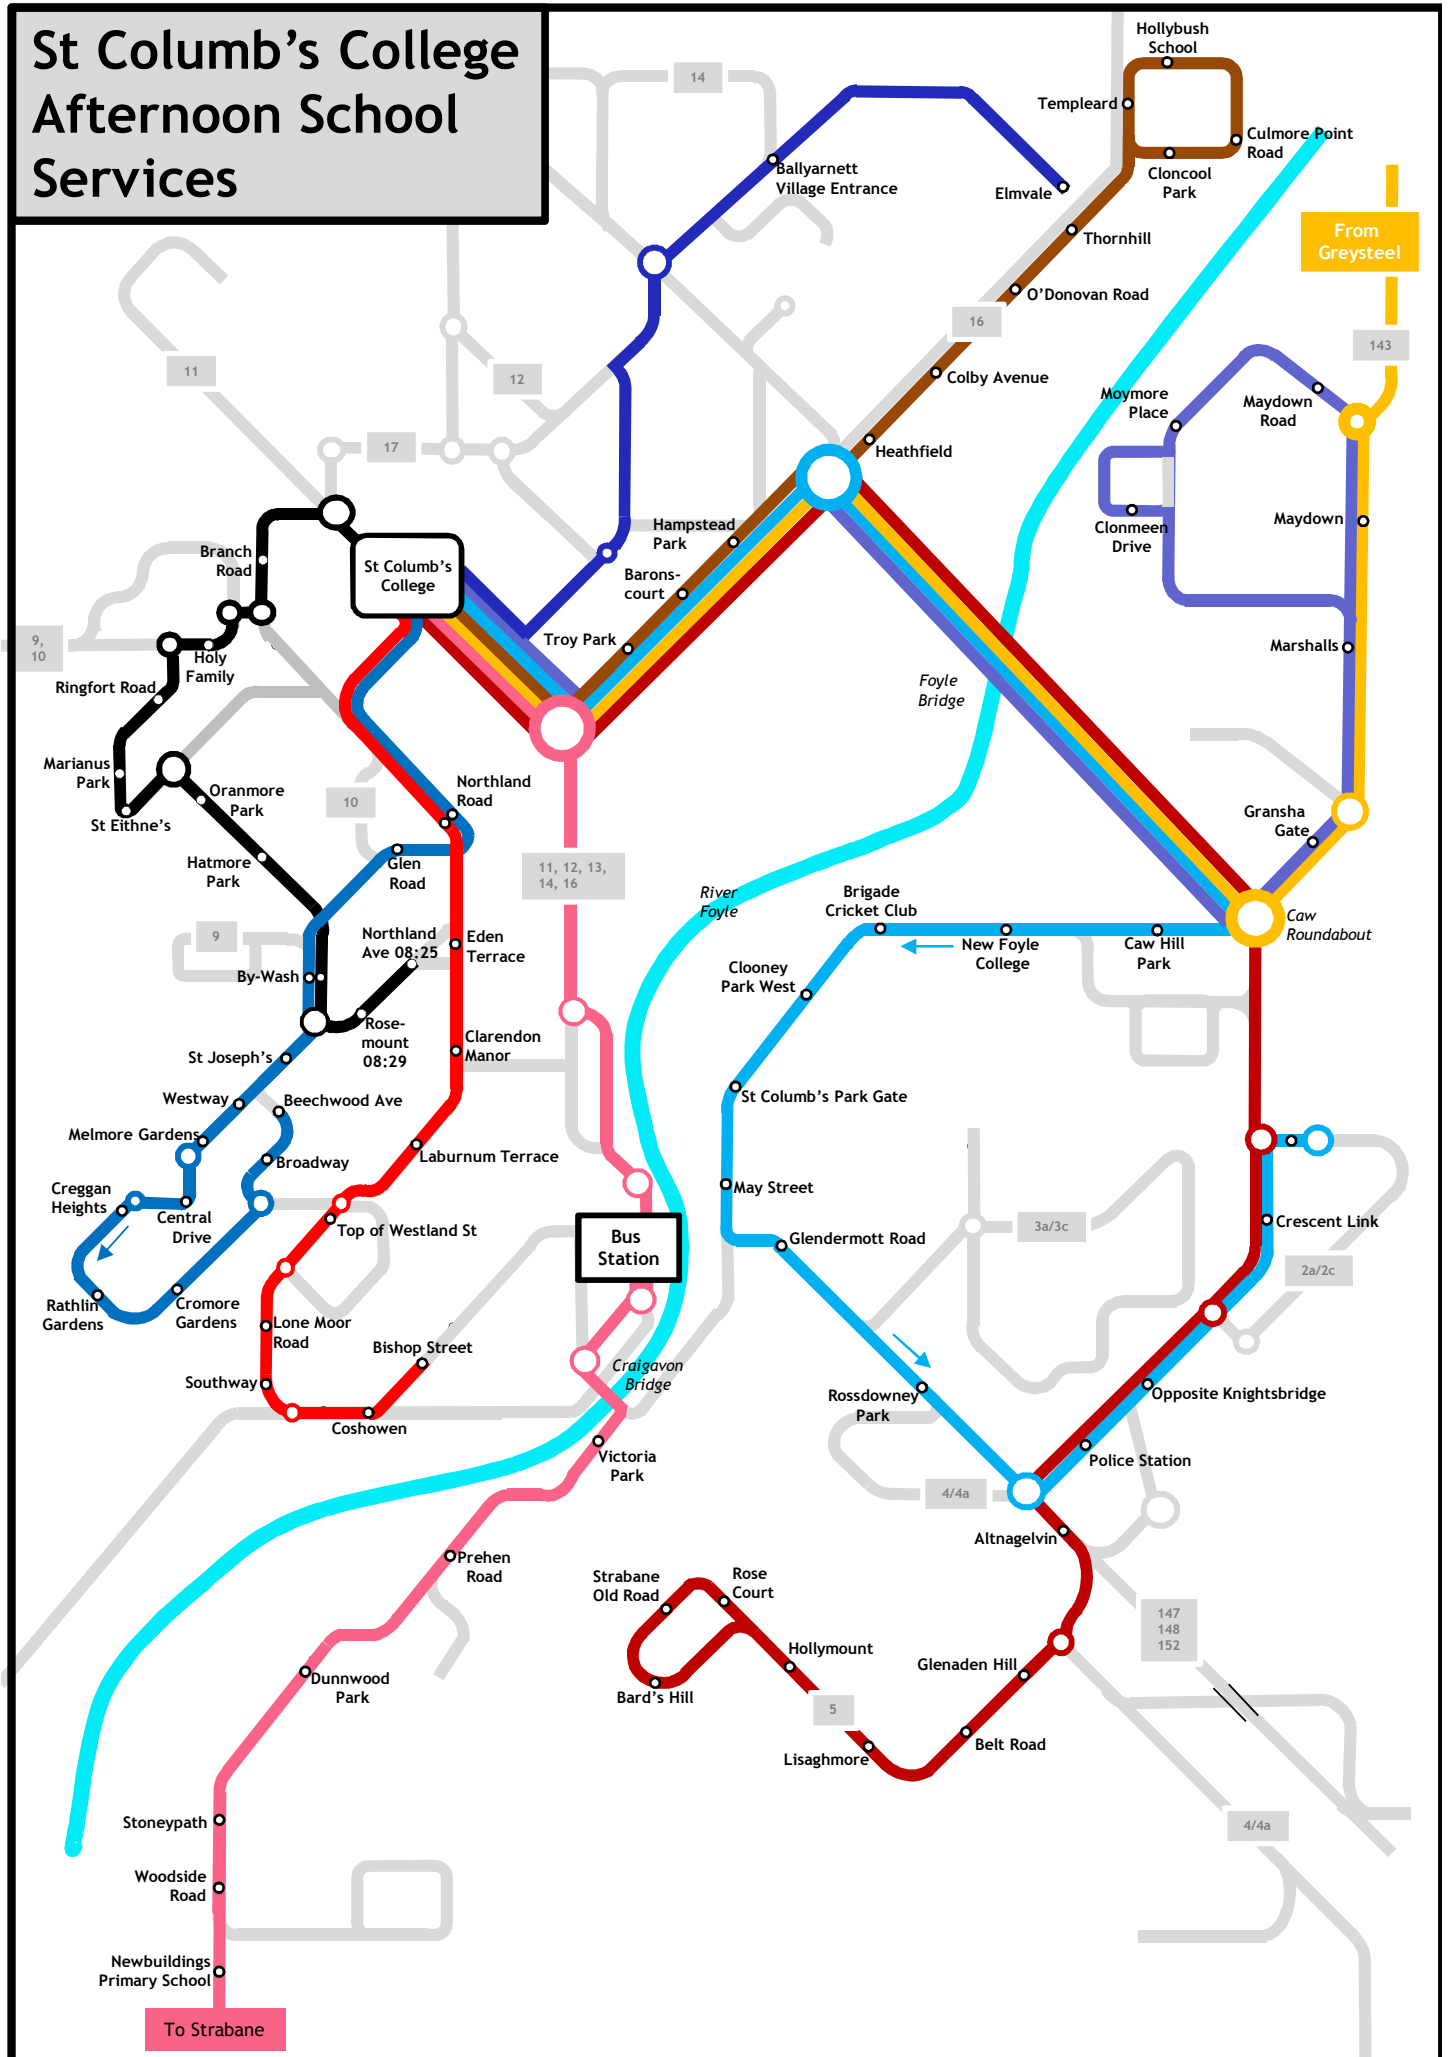 St Columb’s College
Afternoon School
Services
Hollybush
School
14
Templeard
Culmore Point
Road
Cloncool
Park
Ballyarnett
Village Entrance
Elmvale
Thornhill
From
Greysteel
O’Donovan Road
16
143
11
12
Colby Avenue
Moymore
Place
Maydown
Road
17
Heathfield
Hampstead
Park
Maydown
Clonmeen
Drive
Branch
Road
St Columb’s
College
Barons-
court
9,
10
Holy
Family
Troy Park
Marshalls
Ringfort Road
Foyle
Bridge
Marianus
Park
Oranmore
Park
Northland
Road
10
St Eithne’s
Gransha
Gate
Hatmore
Park
Glen
Road
11, 12, 13,
14, 16
River
Foyle
Brigade
Cricket Club
Caw
Roundabout
9
Northland
Ave 08:25
Eden
Terrace
New Foyle
College
Caw Hill
Park
By-Wash
Clooney
Park West
Rose-
mount
08:29
Clarendon
Manor
St Joseph’s
Westway
Beechwood Ave
St Columb’s Park Gate
Melmore Gardens
Broadway
Laburnum Terrace
Creggan
Heights
Central
Drive
May Street
Top of Westland St
Bus
Station
Glendermott Road
3a/3c
Crescent Link
2a/2c
Rathlin
Gardens
Cromore
Gardens
Lone Moor
Road
Bishop Street
Craigavon
Bridge
Southway
Rossdowney
Park
Opposite Knightsbridge
Coshowen
Victoria
Park
Police Station
4/4a
Altnagelvin
Prehen
Road
Strabane
Old Road
Rose
Court
147
148
152
Hollymount
Glenaden Hill
Dunnwood
Park
Bard’s Hill
5
Belt Road
Lisaghmore
Stoneypath
4/4a
Woodside
Road
Newbuildings
Primary School
To Strabane